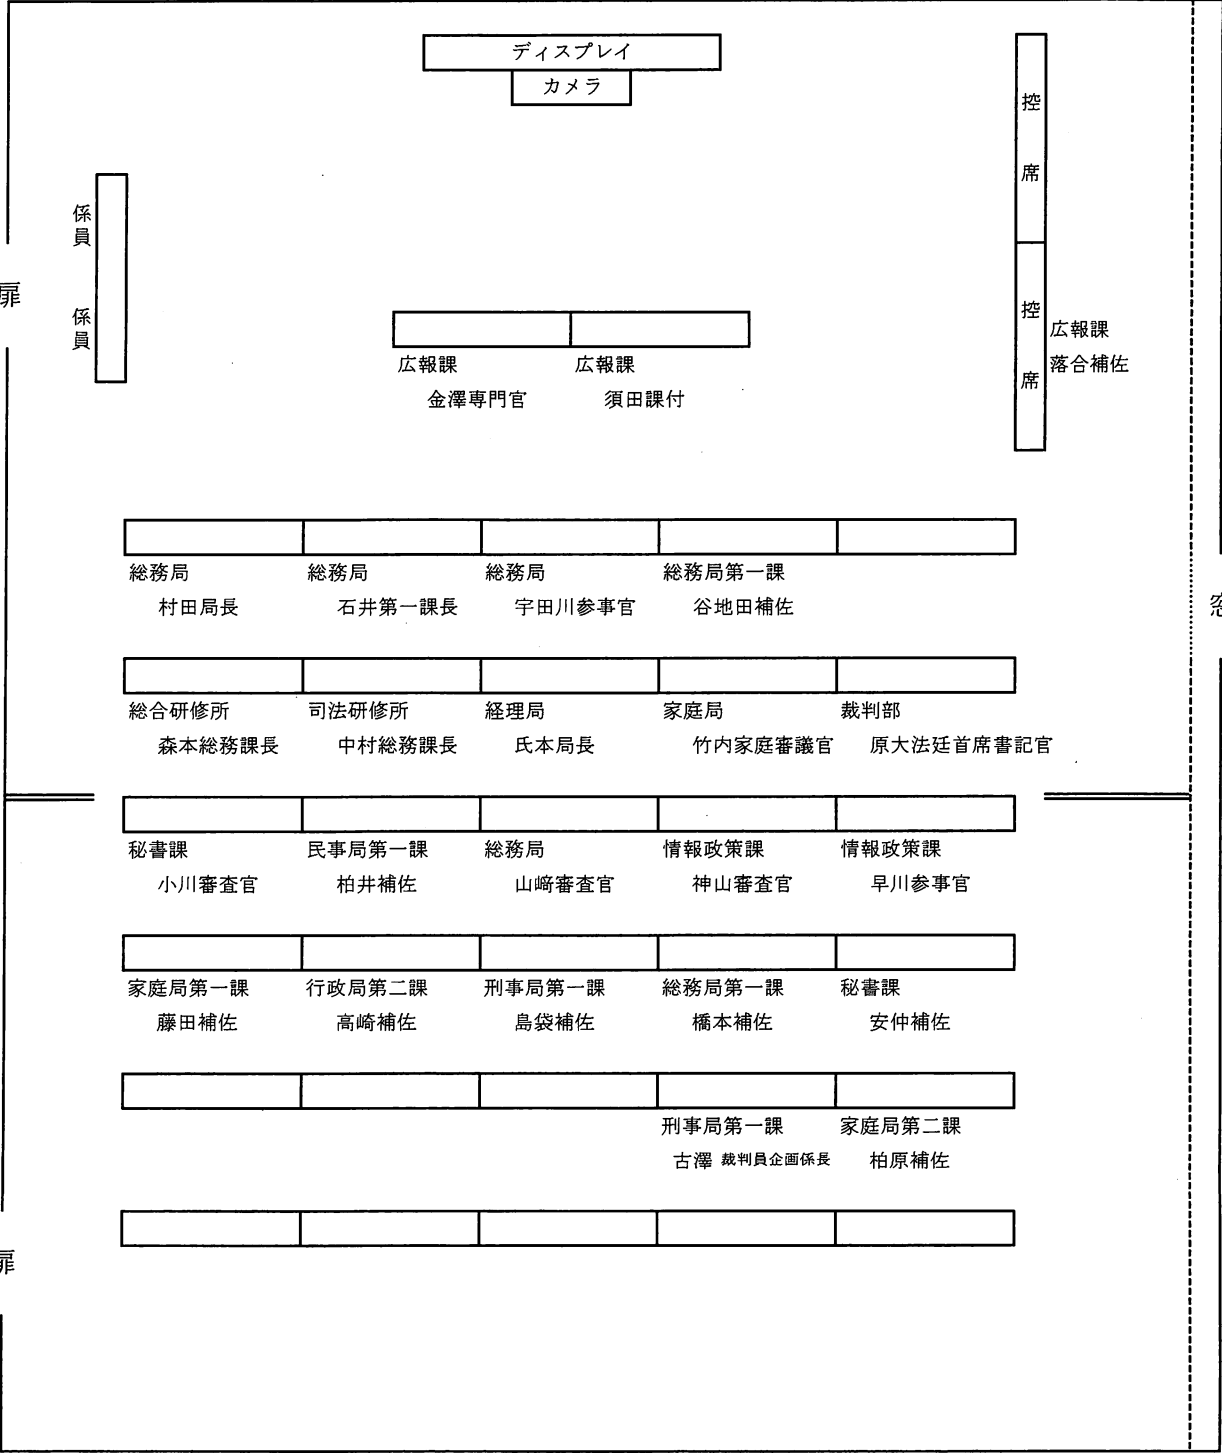 ディスプレイ
カメラ
控席
係員
扉
係員
控席
広報課
落合補佐
広報課
金澤専門官
広報課
須田課付
総務局
村田局長
総務局
石井第一課長
総務局
宇田川参事官
総務局第一課
谷地田補佐
窓
総合研修所
森本総務課長
司法研修所
中村総務課長
経理局
氏本局長
家庭局
竹内家庭審議官
裁判部
原大法廷首席書記官
秘書課
小川審査官
民事局第一課
柏井補佐
総務局
山﨑審査官
情報政策課
神山審査官
情報政策課
早川参事官
家庭局第一課
藤田補佐
行政局第二課
高崎補佐
刑事局第一課
島袋補佐
総務局第一課
橋本補佐
秘書課
安仲補佐
刑事局第一課
古澤 裁判員企画係長
家庭局第二課
柏原補佐
扉